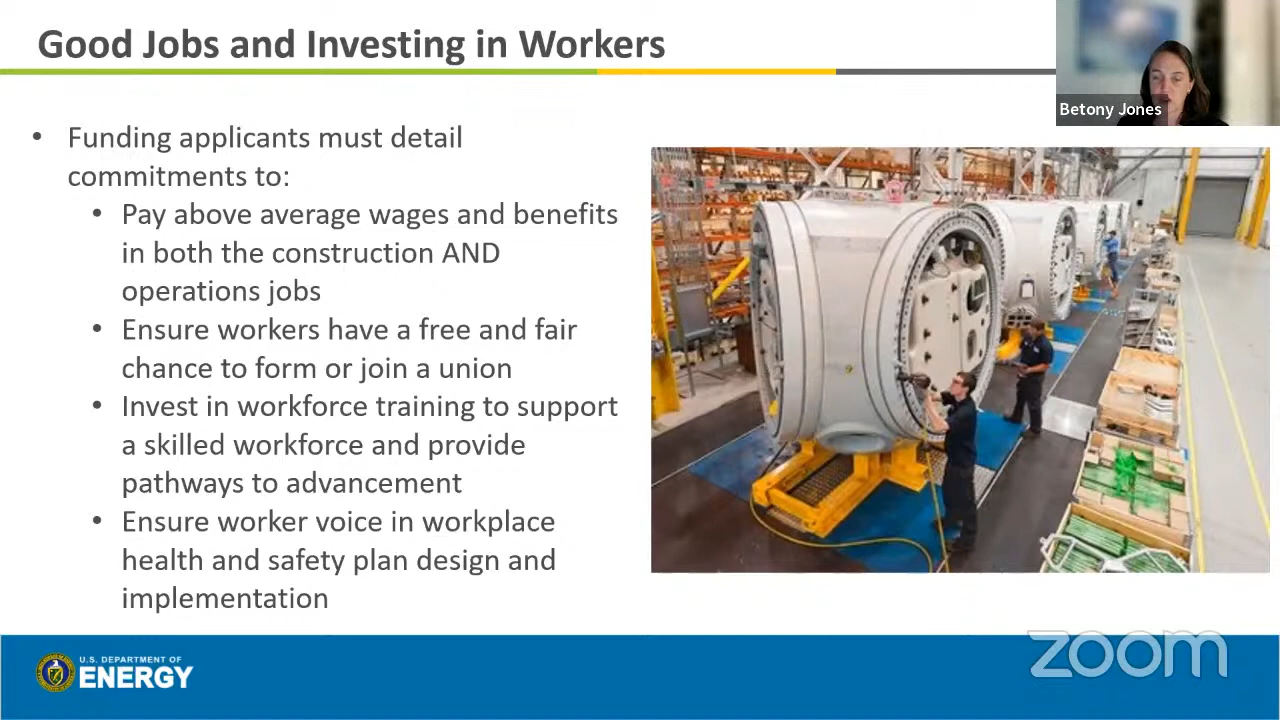 Good Jobs and Investing in Workers
Betony Jones
• Funding applicants must detail
commitments to:
• Pay above average wages and benefits
in both the construction AND
operations jobs
• Ensure workers have a free and fair
chance to form or join a union
• Invest in workforce training to support
a skilled workforce and provide
pathways to advancement
• Ensure worker voice in workplace
health and safety plan design and
implementation
U.S. DEPARTMENT OF
ENERGY
zoom